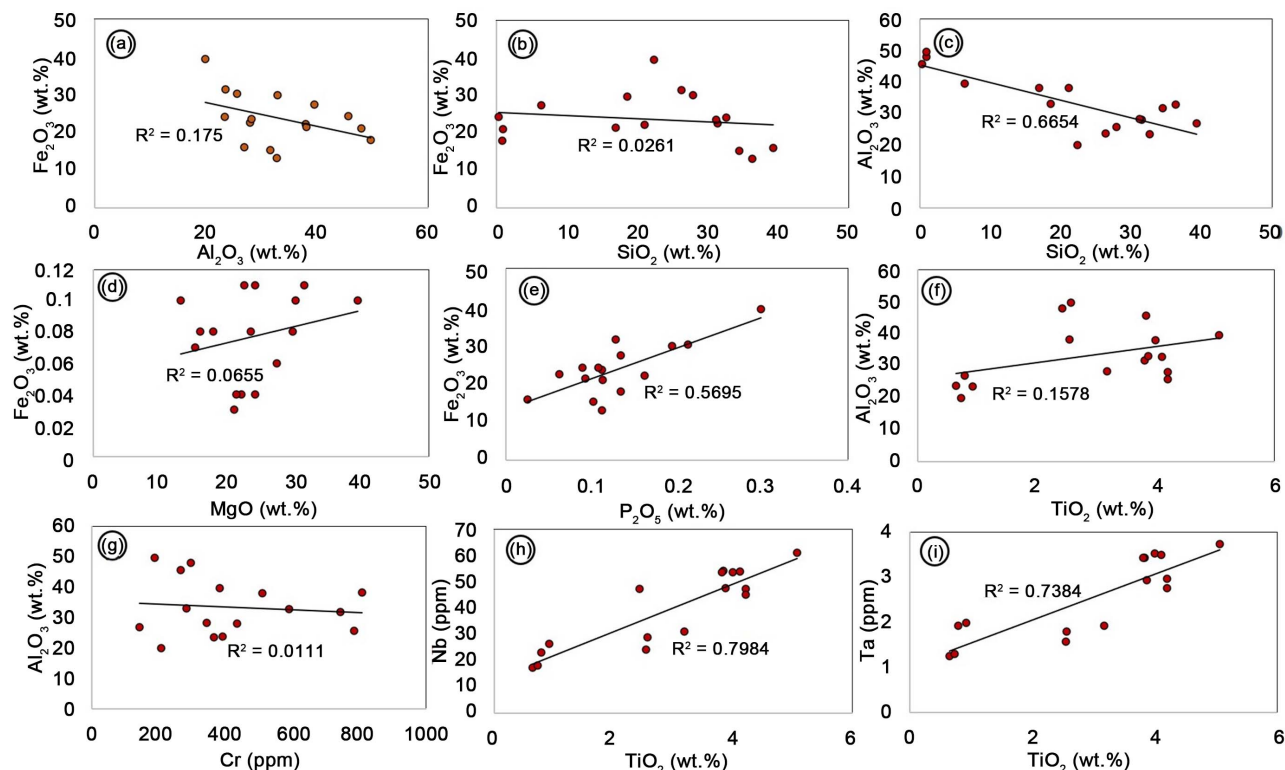 (a)
Fe₂O₃ (wt.%)
50
40
30
20
10
0
R² = 0.175
0 20 40 60
Al₂O₃ (wt.%)
(b)
Fe₂O₃ (wt.%)
50
40
30
20
10
0
R² = 0.0261
0 10 20 30 40 50
SiO₂ (wt.%)
(c)
Al₂O₃ (wt.%)
60
50
40
30
20
10
0
R² = 0.6654
0 10 20 30 40 50
SiO₂ (wt.%)
(d)
Fe₂O₃ (wt.%)
0.12
0.1
0.08
0.06
0.04
0.02
0
R² = 0.0655
0 10 20 30 40 50
MgO (wt.%)
(e)
Fe₂O₃ (wt.%)
50
40
30
20
10
0
R² = 0.5695
0 0.1 0.2 0.3 0.4
P₂O₅ (wt.%)
(f)
Al₂O₃ (wt.%)
60
50
40
30
20
10
0
R² = 0.1578
0 2 4 6
TiO₂ (wt.%)
(g)
Al₂O₃ (wt.%)
60
50
40
30
20
10
0
R² = 0.0111
0 200 400 600 800 1000
Cr (ppm)
(h)
Nb (ppm)
70
60
50
40
30
20
10
0
R² = 0.7984
0 2 4 6
TiO₂ (wt.%)
(i)
Ta (ppm)
4
3
2
1
0
R² = 0.7384
0 2 4 6
TiO₂ (wt.%)